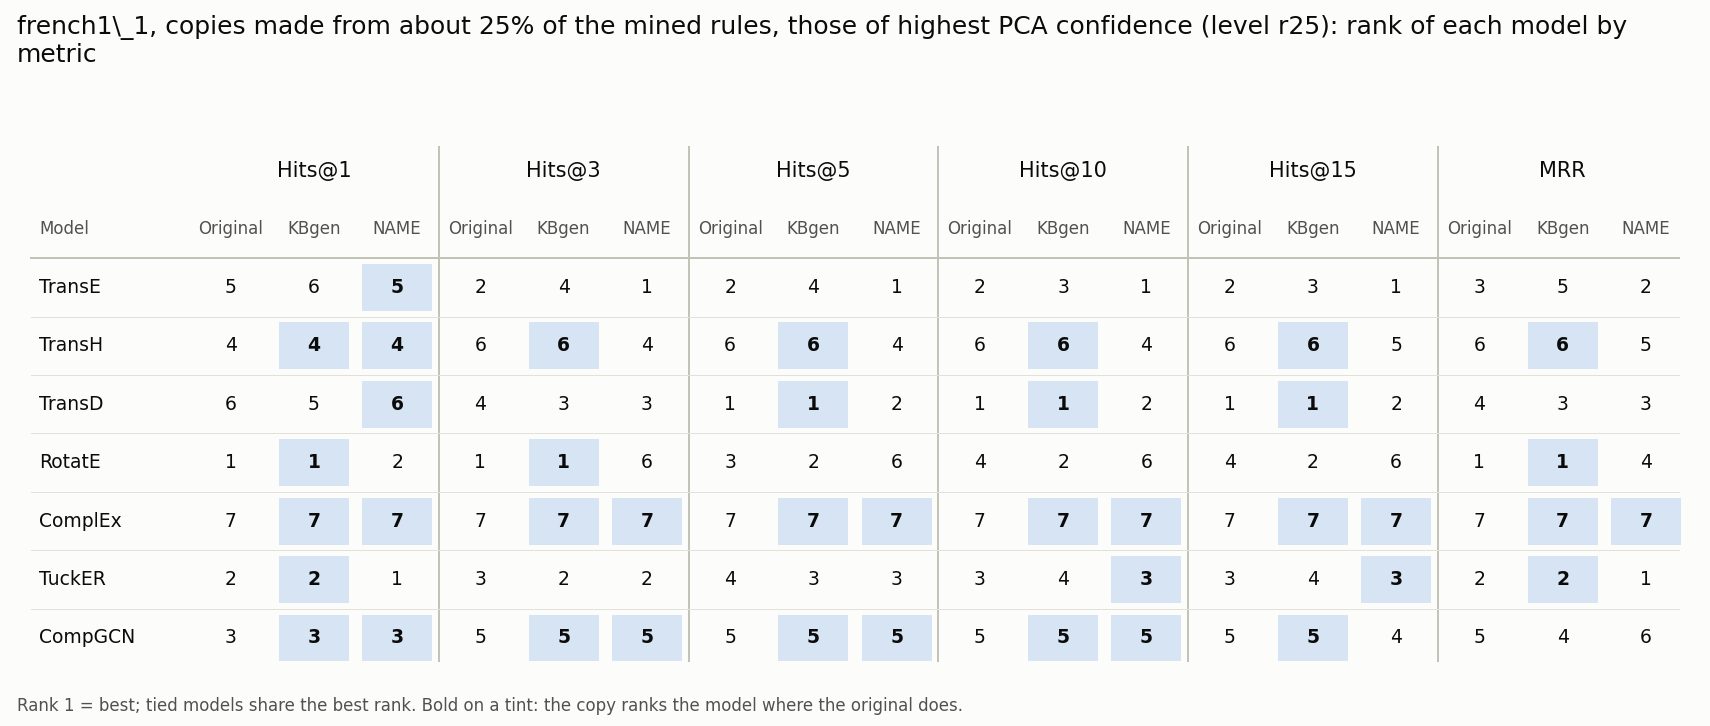 french1\_1, copies made from about 25% of the mined rules, those of highest PCA confidence (level r25): rank of each model by
metric
Hits@1 Hits@3 Hits@5 Hits@10 Hits@15 MRR
Model Original KBgen NAME Original KBgen NAME Original KBgen NAME Original KBgen NAME Original KBgen NAME Original KBgen NAME
TransE 5 6 5 2 4 1 2 4 1 2 3 1 2 3 1 3 5 2
TransH 4 4 4 6 6 4 6 6 4 6 6 4 6 6 5 6 6 5
TransD 6 5 6 4 3 3 1 1 2 1 1 2 1 1 2 4 3 3
RotatE 1 1 2 1 1 6 3 2 6 4 2 6 4 2 6 1 1 4
ComplEx 7 7 7 7 7 7 7 7 7 7 7 7 7 7 7 7 7 7
TuckER 2 2 1 3 2 2 4 3 3 3 4 3 3 4 3 2 2 1
CompGCN 3 3 3 5 5 5 5 5 5 5 5 5 5 5 4 5 4 6
Rank 1 = best; tied models share the best rank. Bold on a tint: the copy ranks the model where the original does.